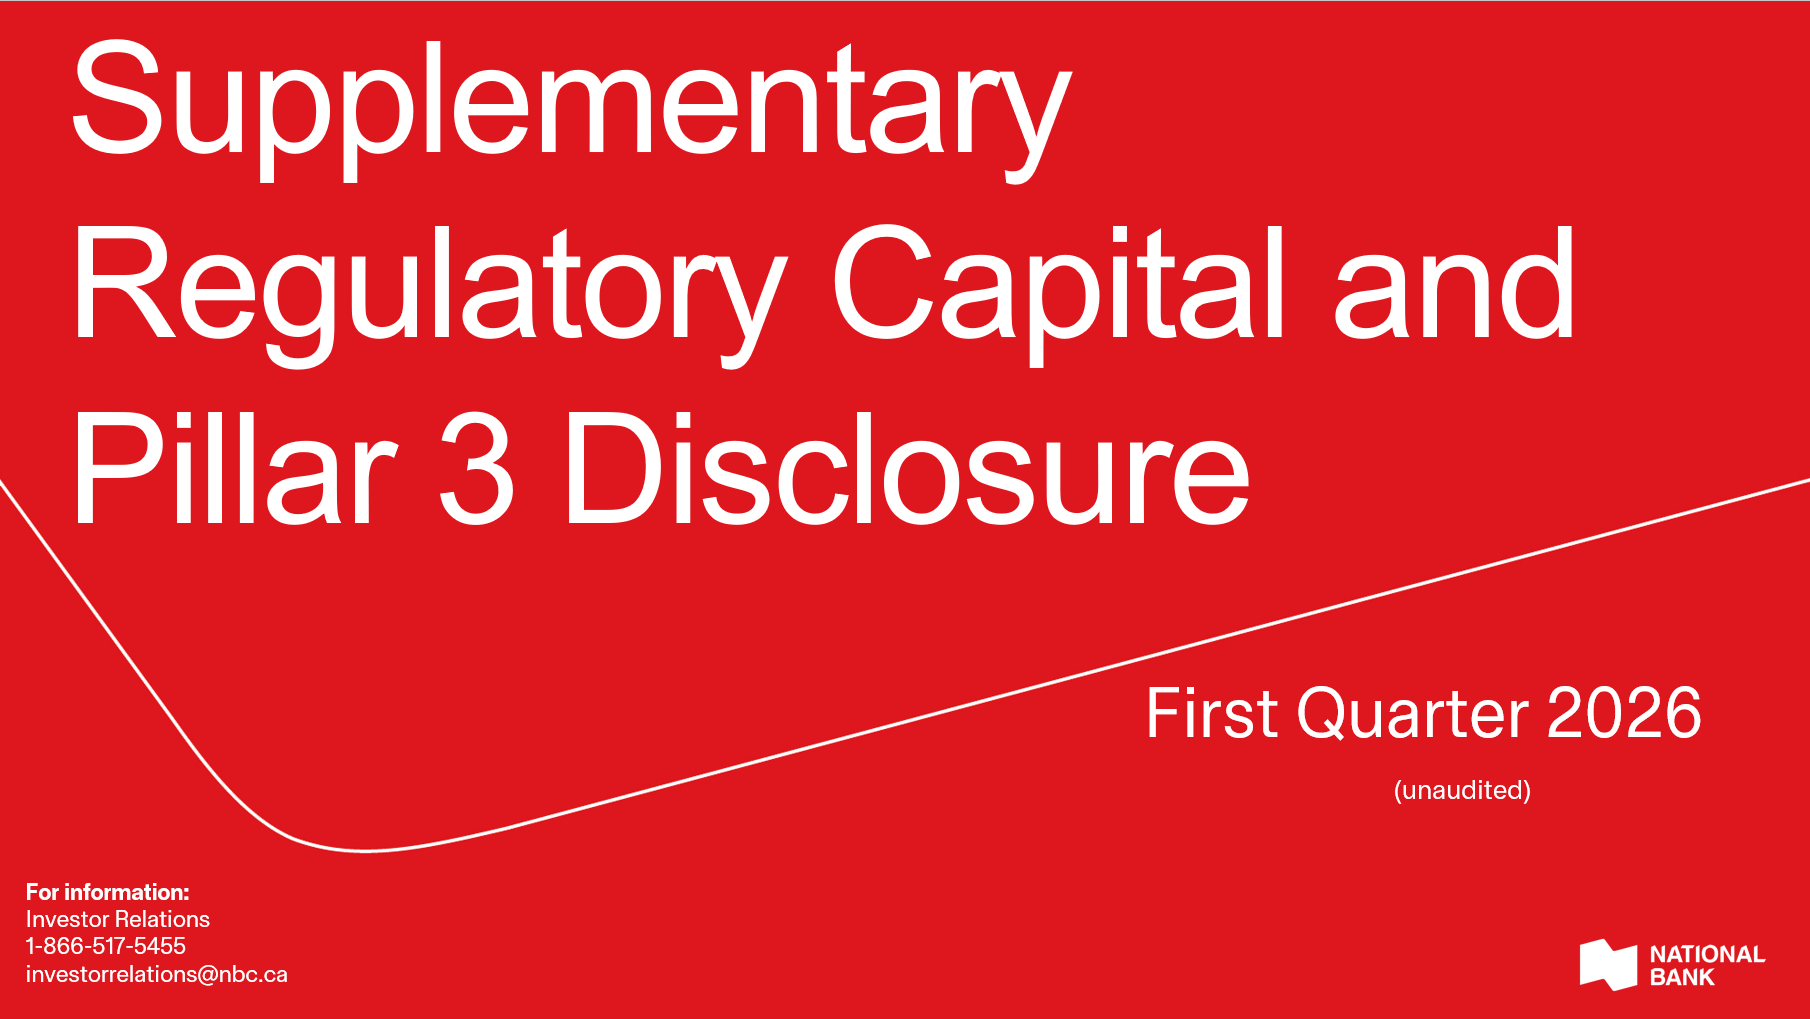 Supplementary
Regulatory Capital and
Pillar 3 Disclosure
First Quarter 2026
(unaudited)
For information:
Investor Relations
1-866-517-5455
investorrelations@nbc.ca
NATIONAL
BANK